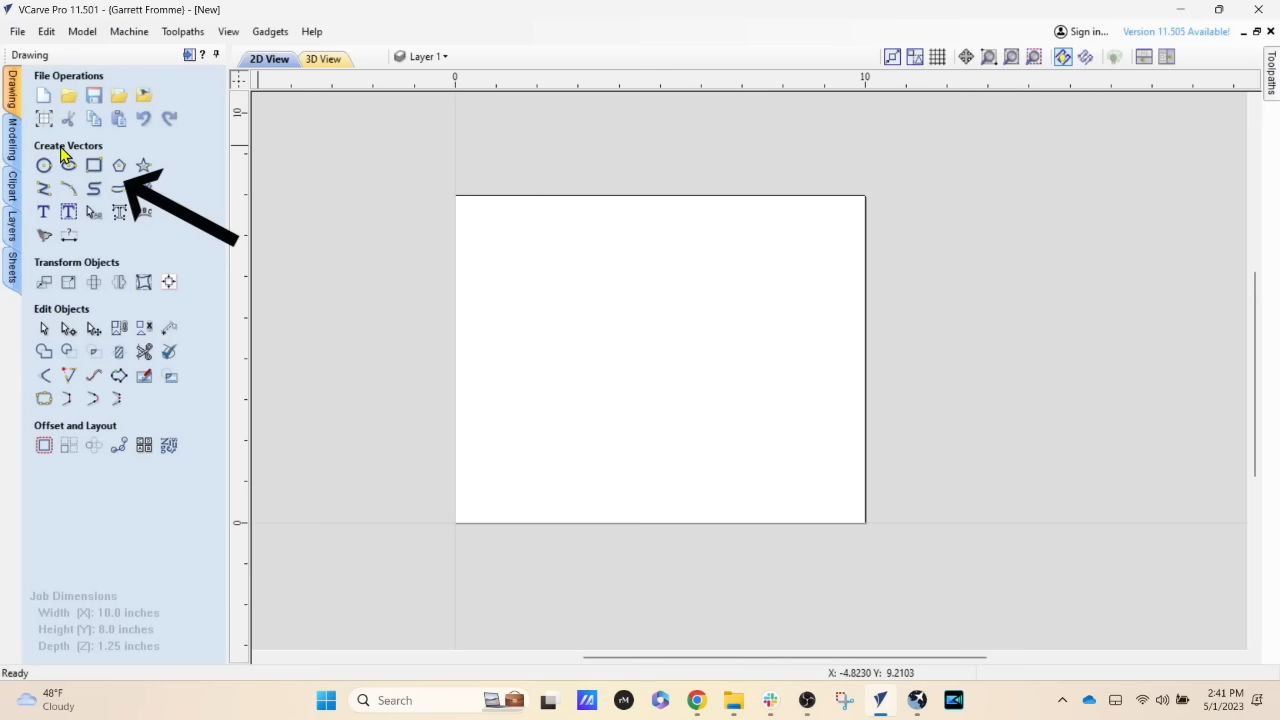 VCarve Pro 11.501 - {Garrett Fromme} - [New]
File Edit Model Machine Toolpaths View Gadgets Help
Sign in... Version 11.505 Available!
Drawing
2D View 3D View Layer 1
Drawing
Modeling
Clipart
Layers
Sheets
File Operations
Create Vectors
Transform Objects
Edit Objects
Offset and Layout
Job Dimensions
Width (X): 10.0 inches
Height (Y): 8.0 inches
Depth (Z): 1.25 inches
0 10
10
0
Toolpaths
Ready
X: -4.8230 Y: 9.2103
48°F
Cloudy
Search
rM
2:41 PM
5/1/2023